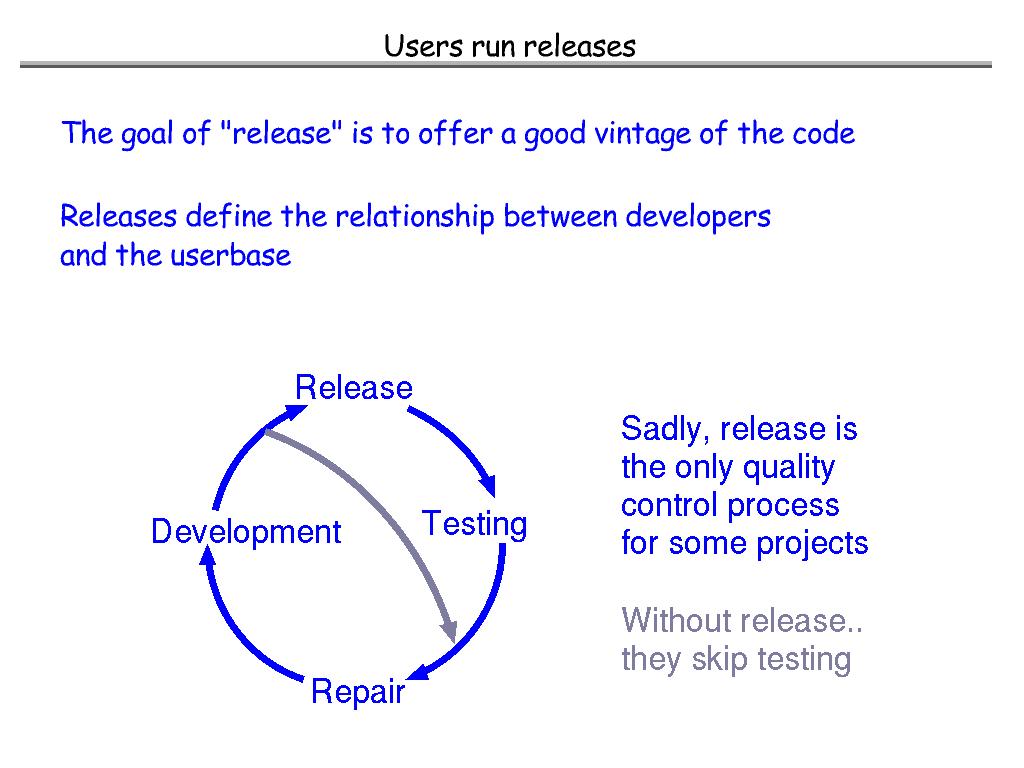 Users run releases
The goal of "release" is to offer a good vintage of the code
Releases define the relationship between developers
and the userbase
Release
Testing
Development
Repair
Sadly, release is
the only quality
control process
for some projects
Without release..
they skip testing